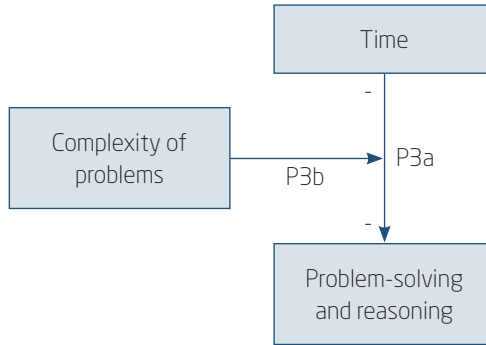 Time
-
Complexity of
problems
P3b
P3a
-
Problem-solving
and reasoning